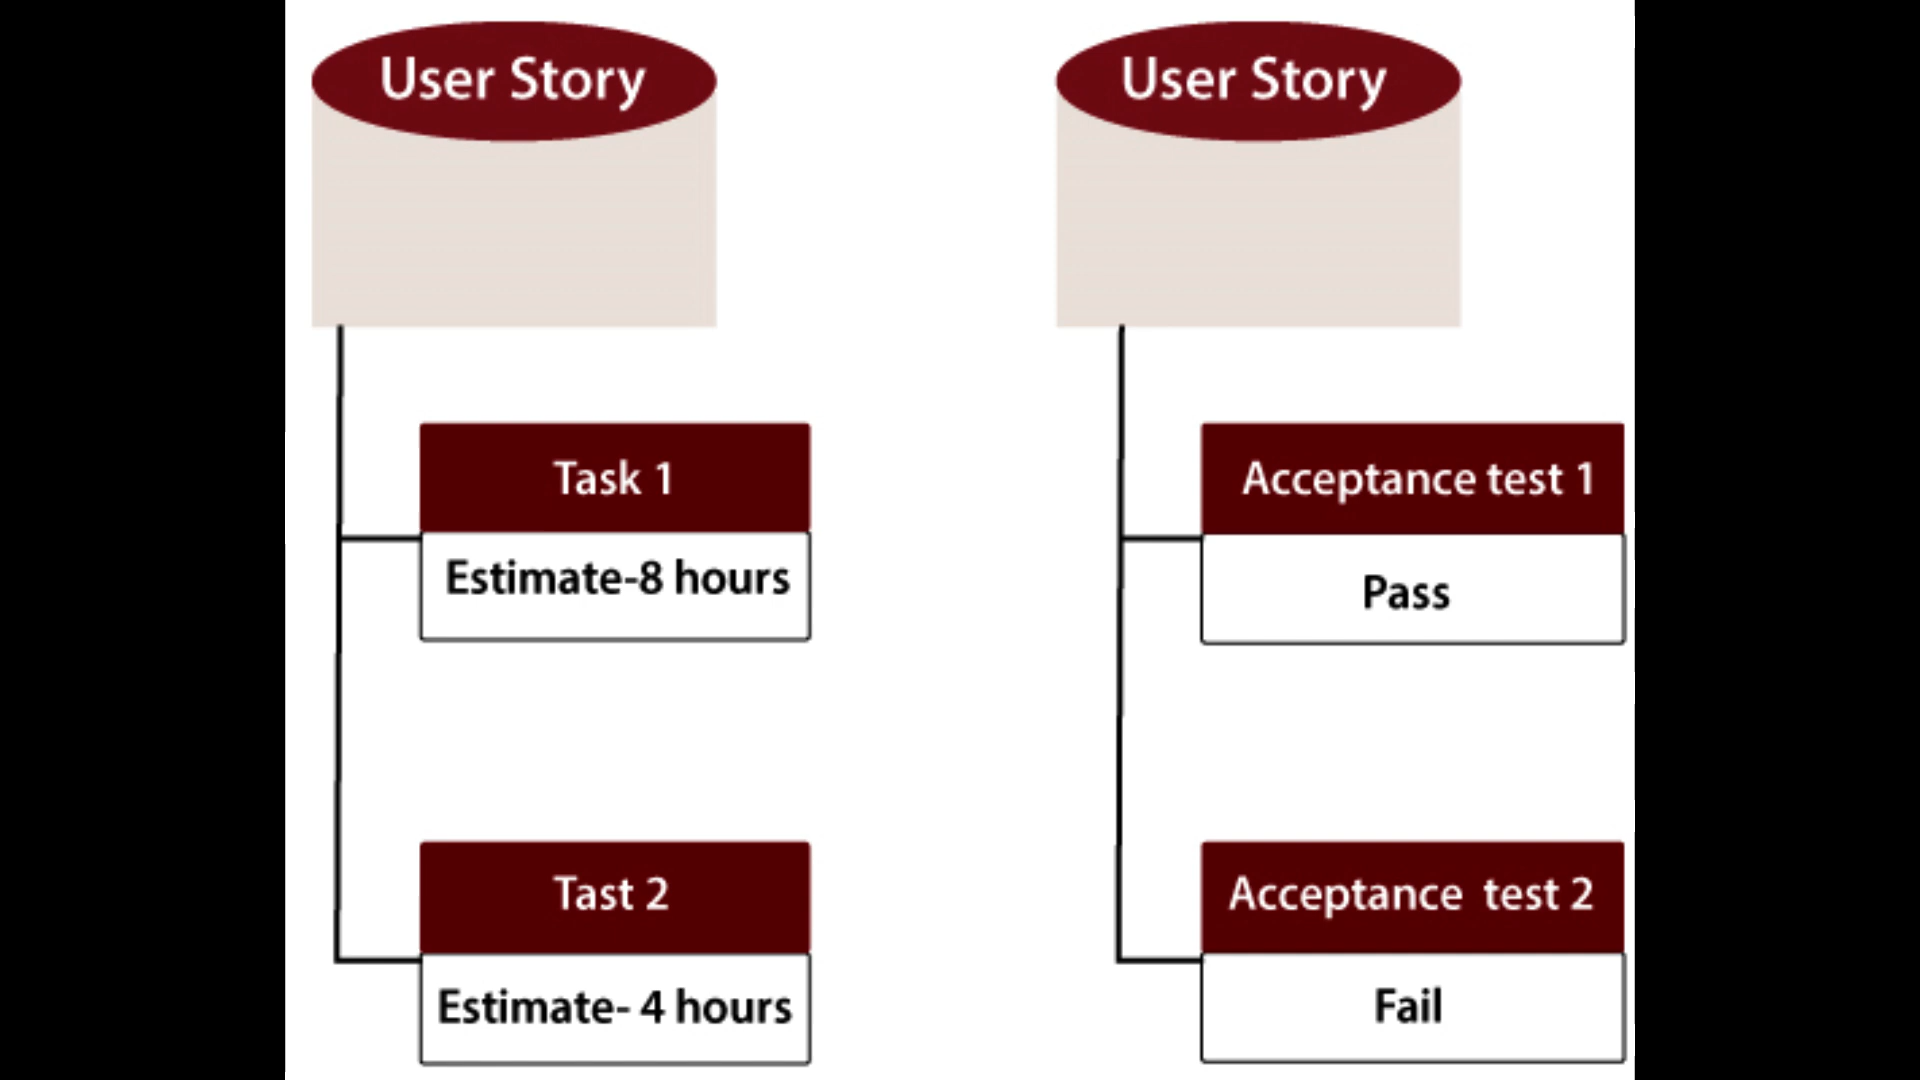 User Story
Task 1
Estimate-8 hours
Tast 2
Estimate- 4 hours
User Story
Acceptance test 1
Pass
Acceptance test 2
Fail